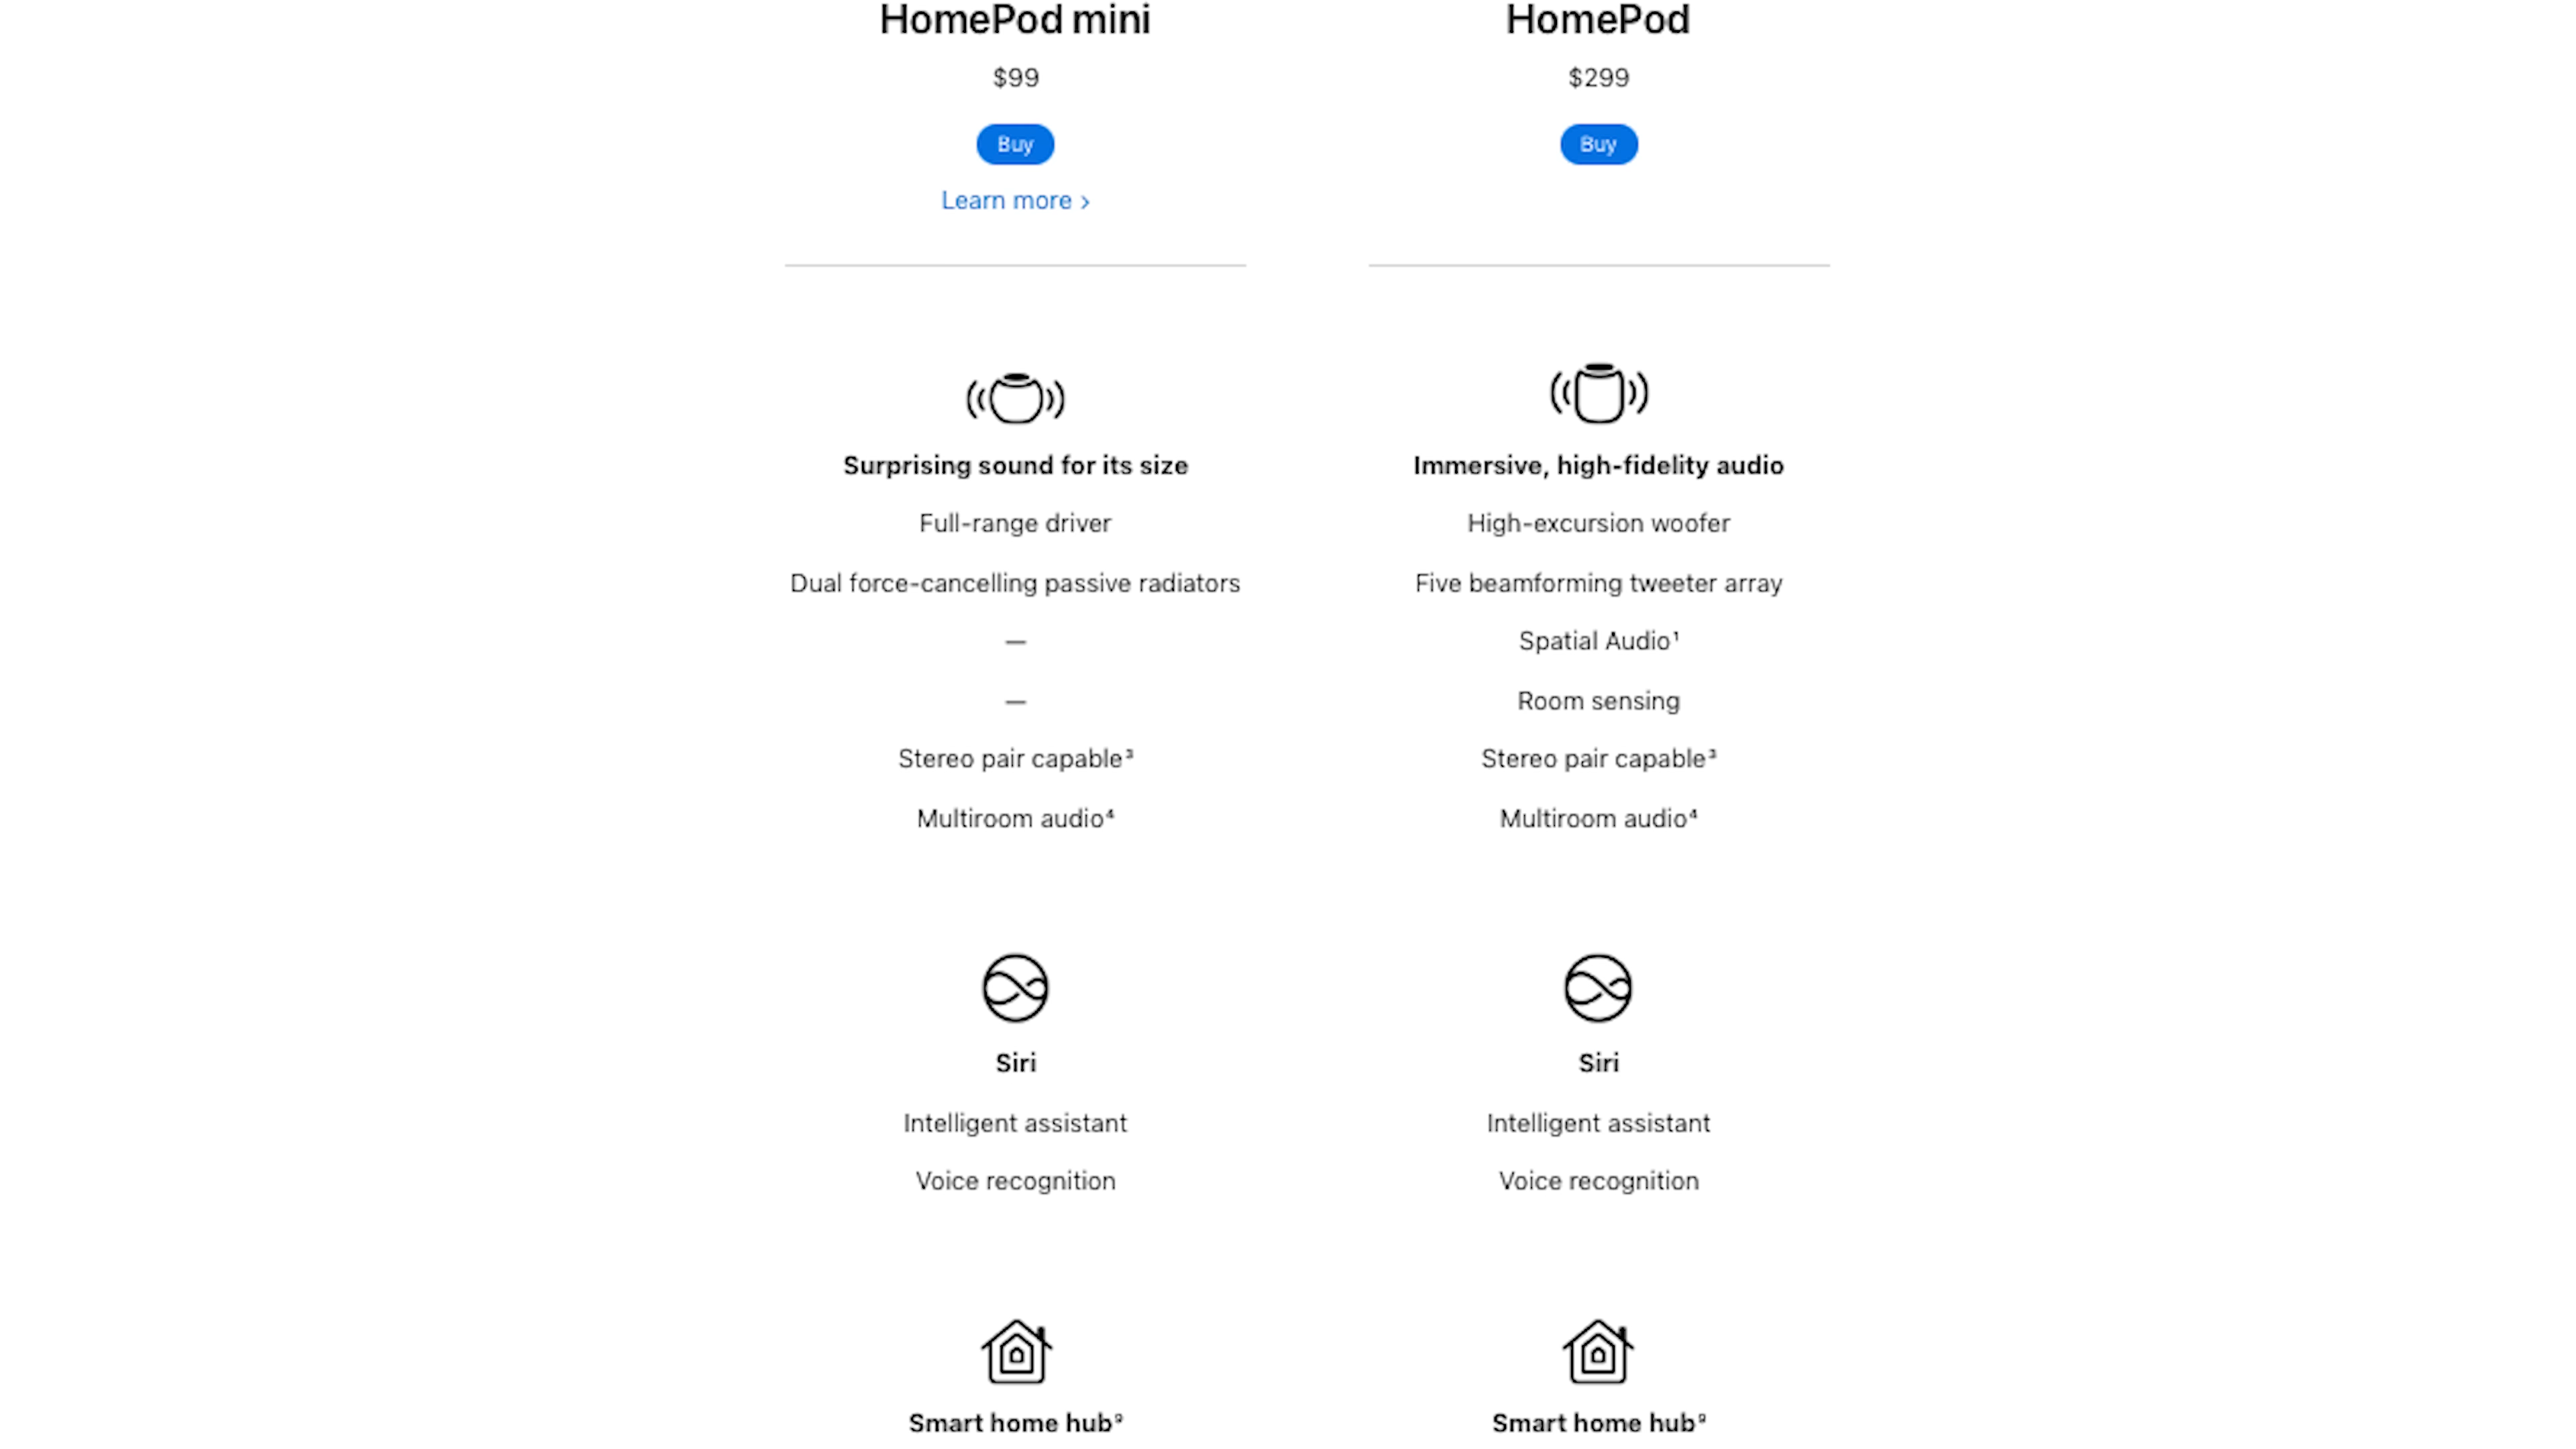 HomePod mini
$99
Buy
Learn more >
Surprising sound for its size
Full-range driver
Dual force-cancelling passive radiators
—
—
Stereo pair capable³
Multiroom audio⁴
Siri
Intelligent assistant
Voice recognition
Smart home hub⁹
HomePod
$299
Buy
Immersive, high-fidelity audio
High-excursion woofer
Five beamforming tweeter array
Spatial Audio¹
Room sensing
Stereo pair capable³
Multiroom audio⁴
Siri
Intelligent assistant
Voice recognition
Smart home hub⁹